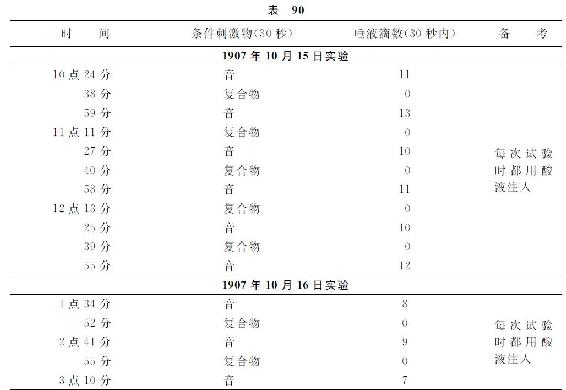 表 90
时 间 条件刺激物(30秒) 唾液滴数(30秒内) 备 考
1907年10月15日实验
10点24分 音 11
38分 复合物 0
59分 音 13
11点11分 复合物 0
27分 音 10
40分 复合物 0
58分 音 11
12点13分 复合物 0
25分 音 10
39分 复合物 0
55分 音 12
每次试验
时都用酸
液注入
1907年10月16日实验
1点34分 音 8
52分 复合物 0
2点41分 音 9
55分 复合物 0
3点10分 音 7
每次试验
时都用酸
液注入